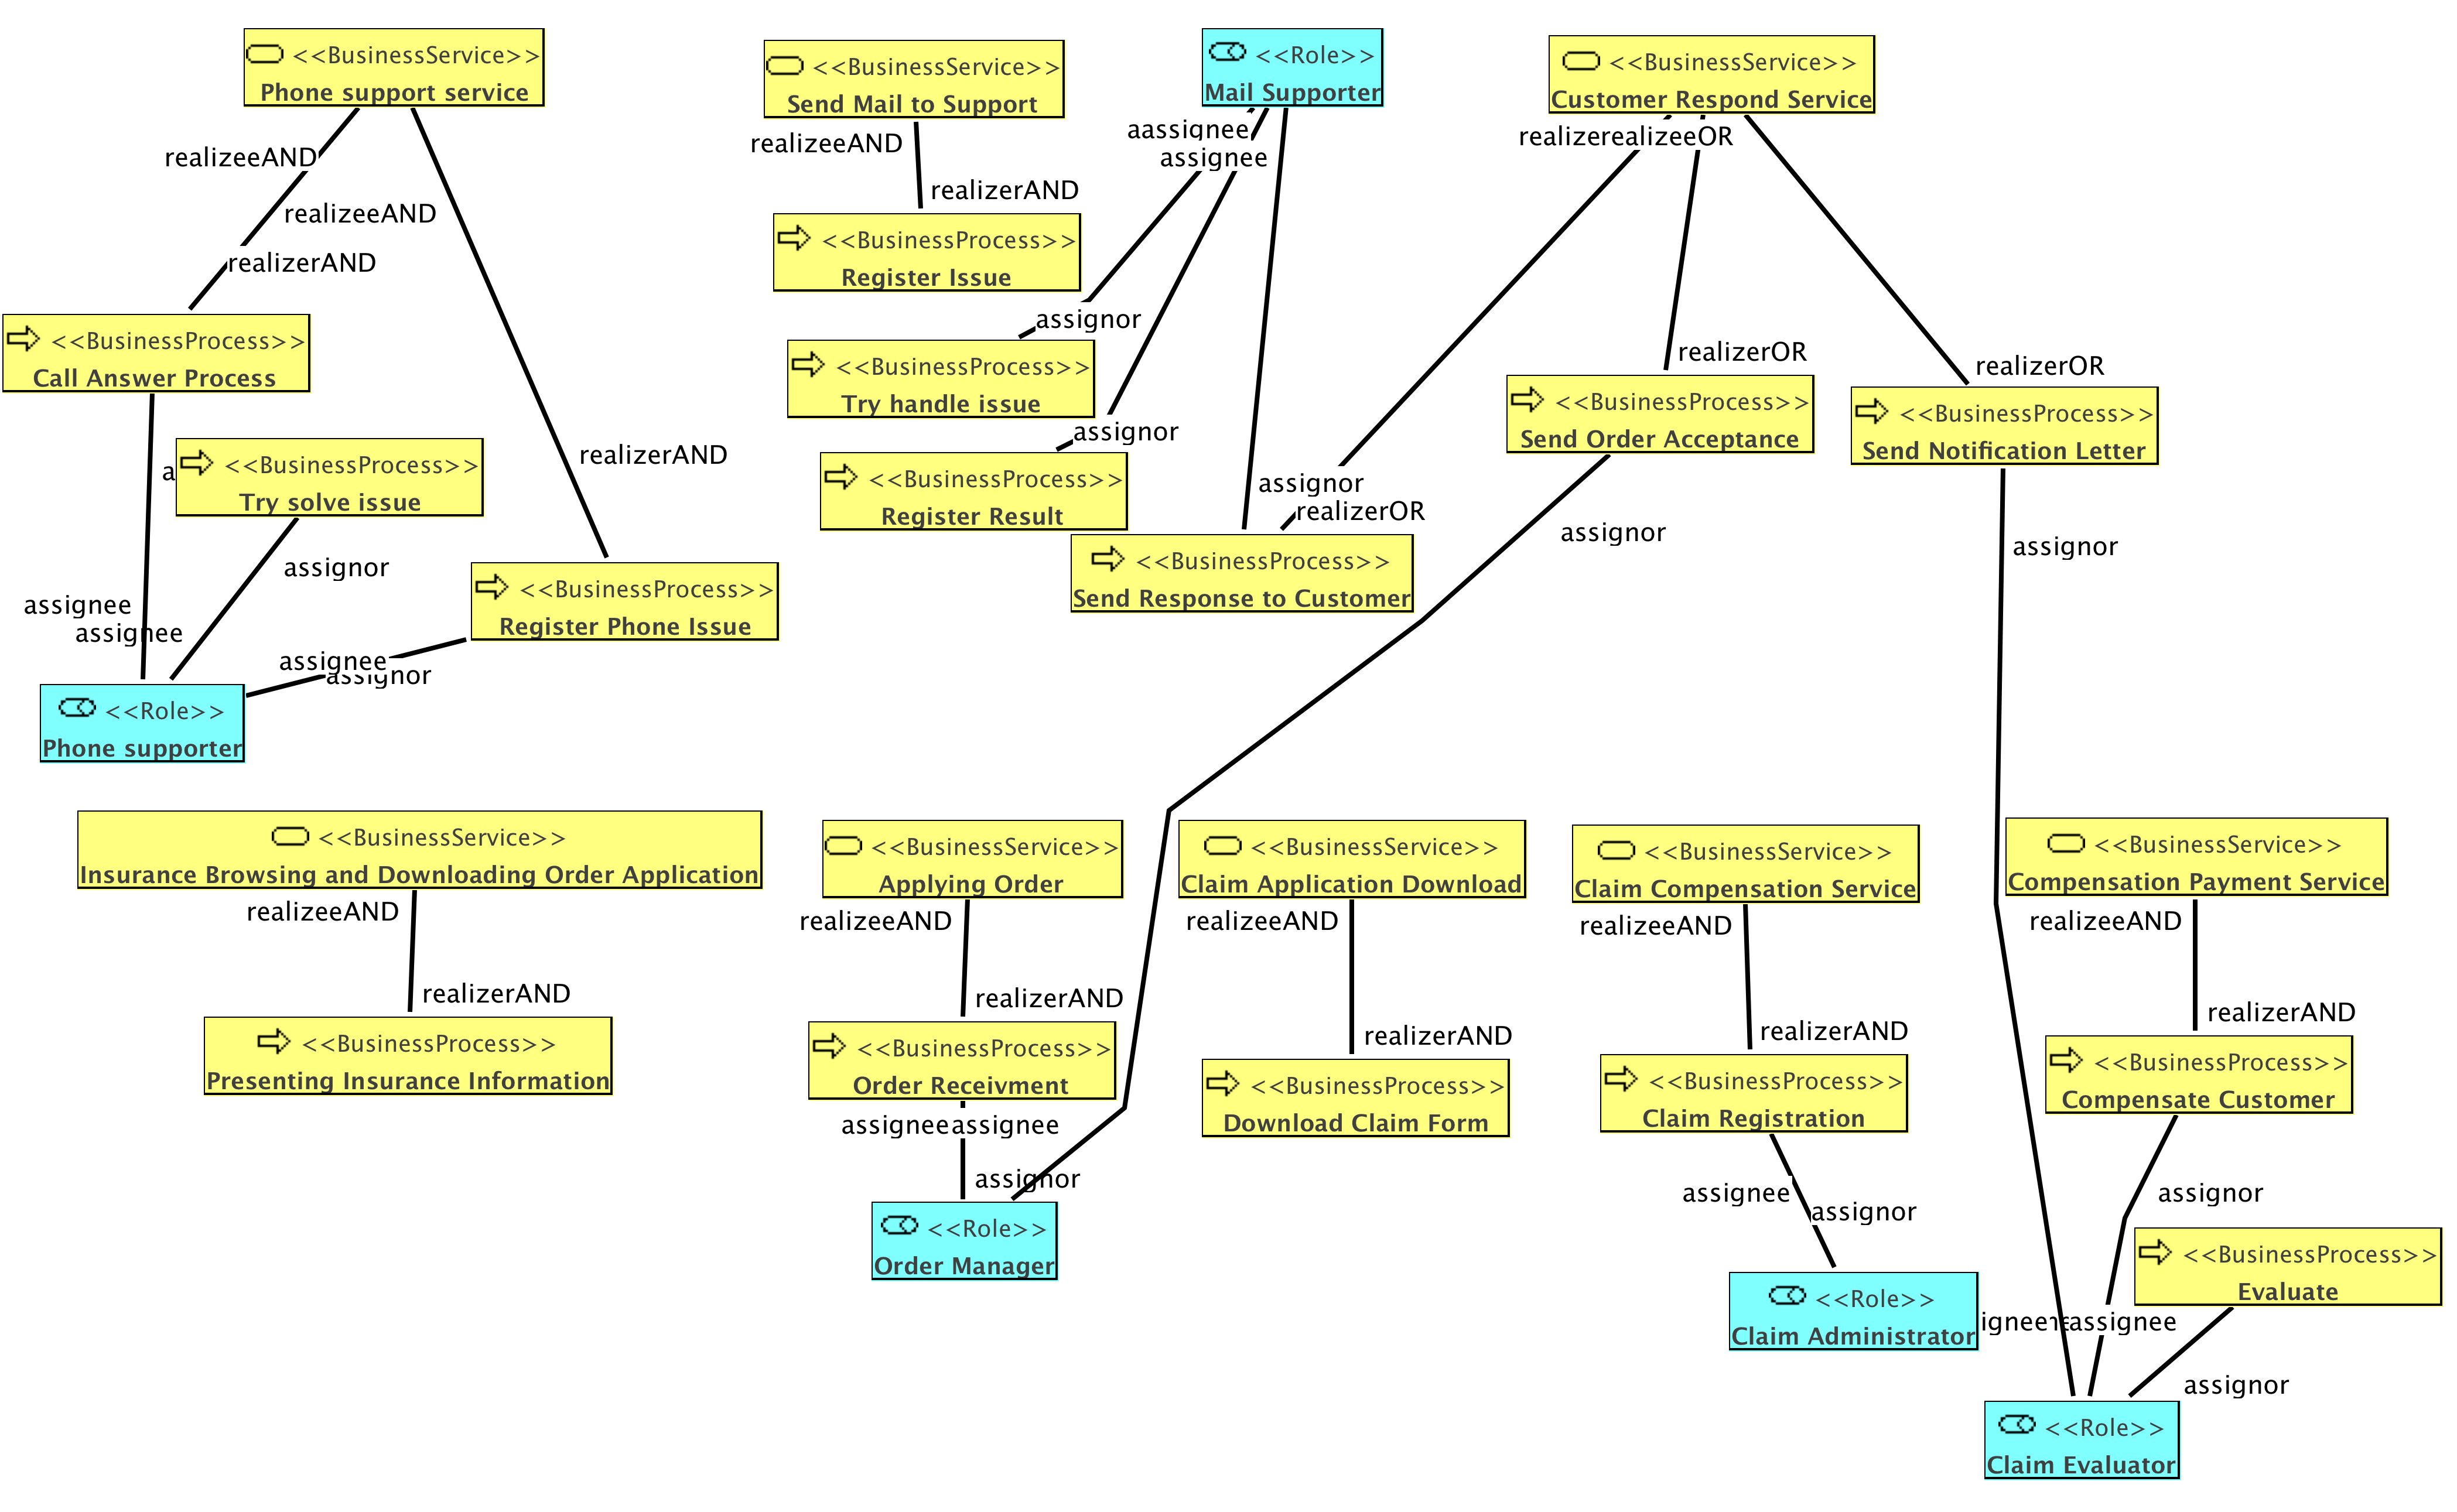 <<BusinessService>>
Phone support service
<<BusinessService>>
Send Mail to Support
<<Role>>
Mail Supporter
<<BusinessService>>
Customer Respond Service
realizeeAND
realizeeAND
realizerAND
realizeeAND
realizerAND
aassignee
assignee
realizerealizeeOR
<<BusinessProcess>>
Register Issue
<<BusinessProcess>>
Call Answer Process
assignor
<<BusinessProcess>>
Try handle issue
realizerOR
realizerOR
<<BusinessProcess>>
Send Order Acceptance
<<BusinessProcess>>
Send Notification Letter
a
<<BusinessProcess>>
Try solve issue
realizerAND
assignor
<<BusinessProcess>>
Register Result
assignor
realizerOR
assignor
assignor
assignor
<<BusinessProcess>>
Register Phone Issue
<<BusinessProcess>>
Send Response to Customer
assignee
assignee
assignee
assignor
<<Role>>
Phone supporter
<<BusinessService>>
Insurance Browsing and Downloading Order Application
<<BusinessService>>
Applying Order
<<BusinessService>>
Claim Application Download
<<BusinessService>>
Claim Compensation Service
<<BusinessService>>
Compensation Payment Service
realizeeAND
realizeeAND
realizeeAND
realizeeAND
realizeeAND
realizerAND
realizerAND
realizerAND
realizerAND
realizerAND
<<BusinessProcess>>
Presenting Insurance Information
<<BusinessProcess>>
Order Receivment
<<BusinessProcess>>
Download Claim Form
<<BusinessProcess>>
Claim Registration
<<BusinessProcess>>
Compensate Customer
assigneeassignee
assignor
assignee
assignor
assignor
<<Role>>
Order Manager
<<BusinessProcess>>
Evaluate
<<Role>>
Claim Administrator
assignee
assignor
<<Role>>
Claim Evaluator